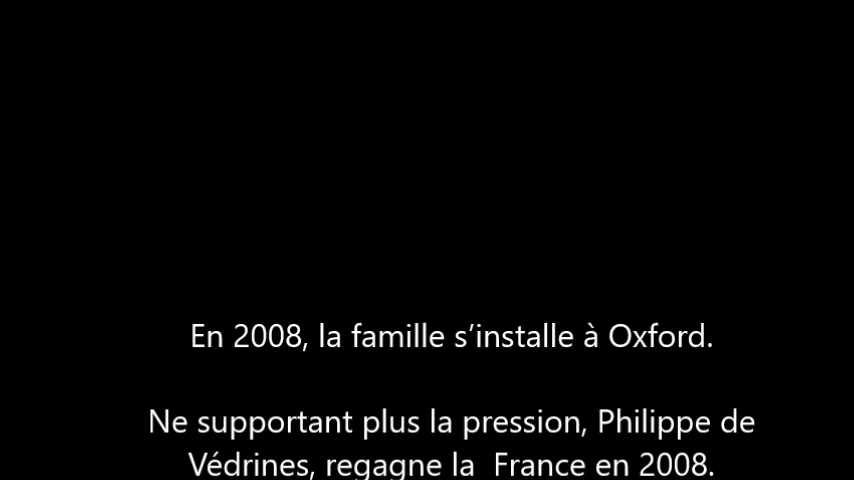 En 2008, la famille s’installe à Oxford.
Ne supportant plus la pression, Philippe de
Védrines, regagne la  France en 2008.